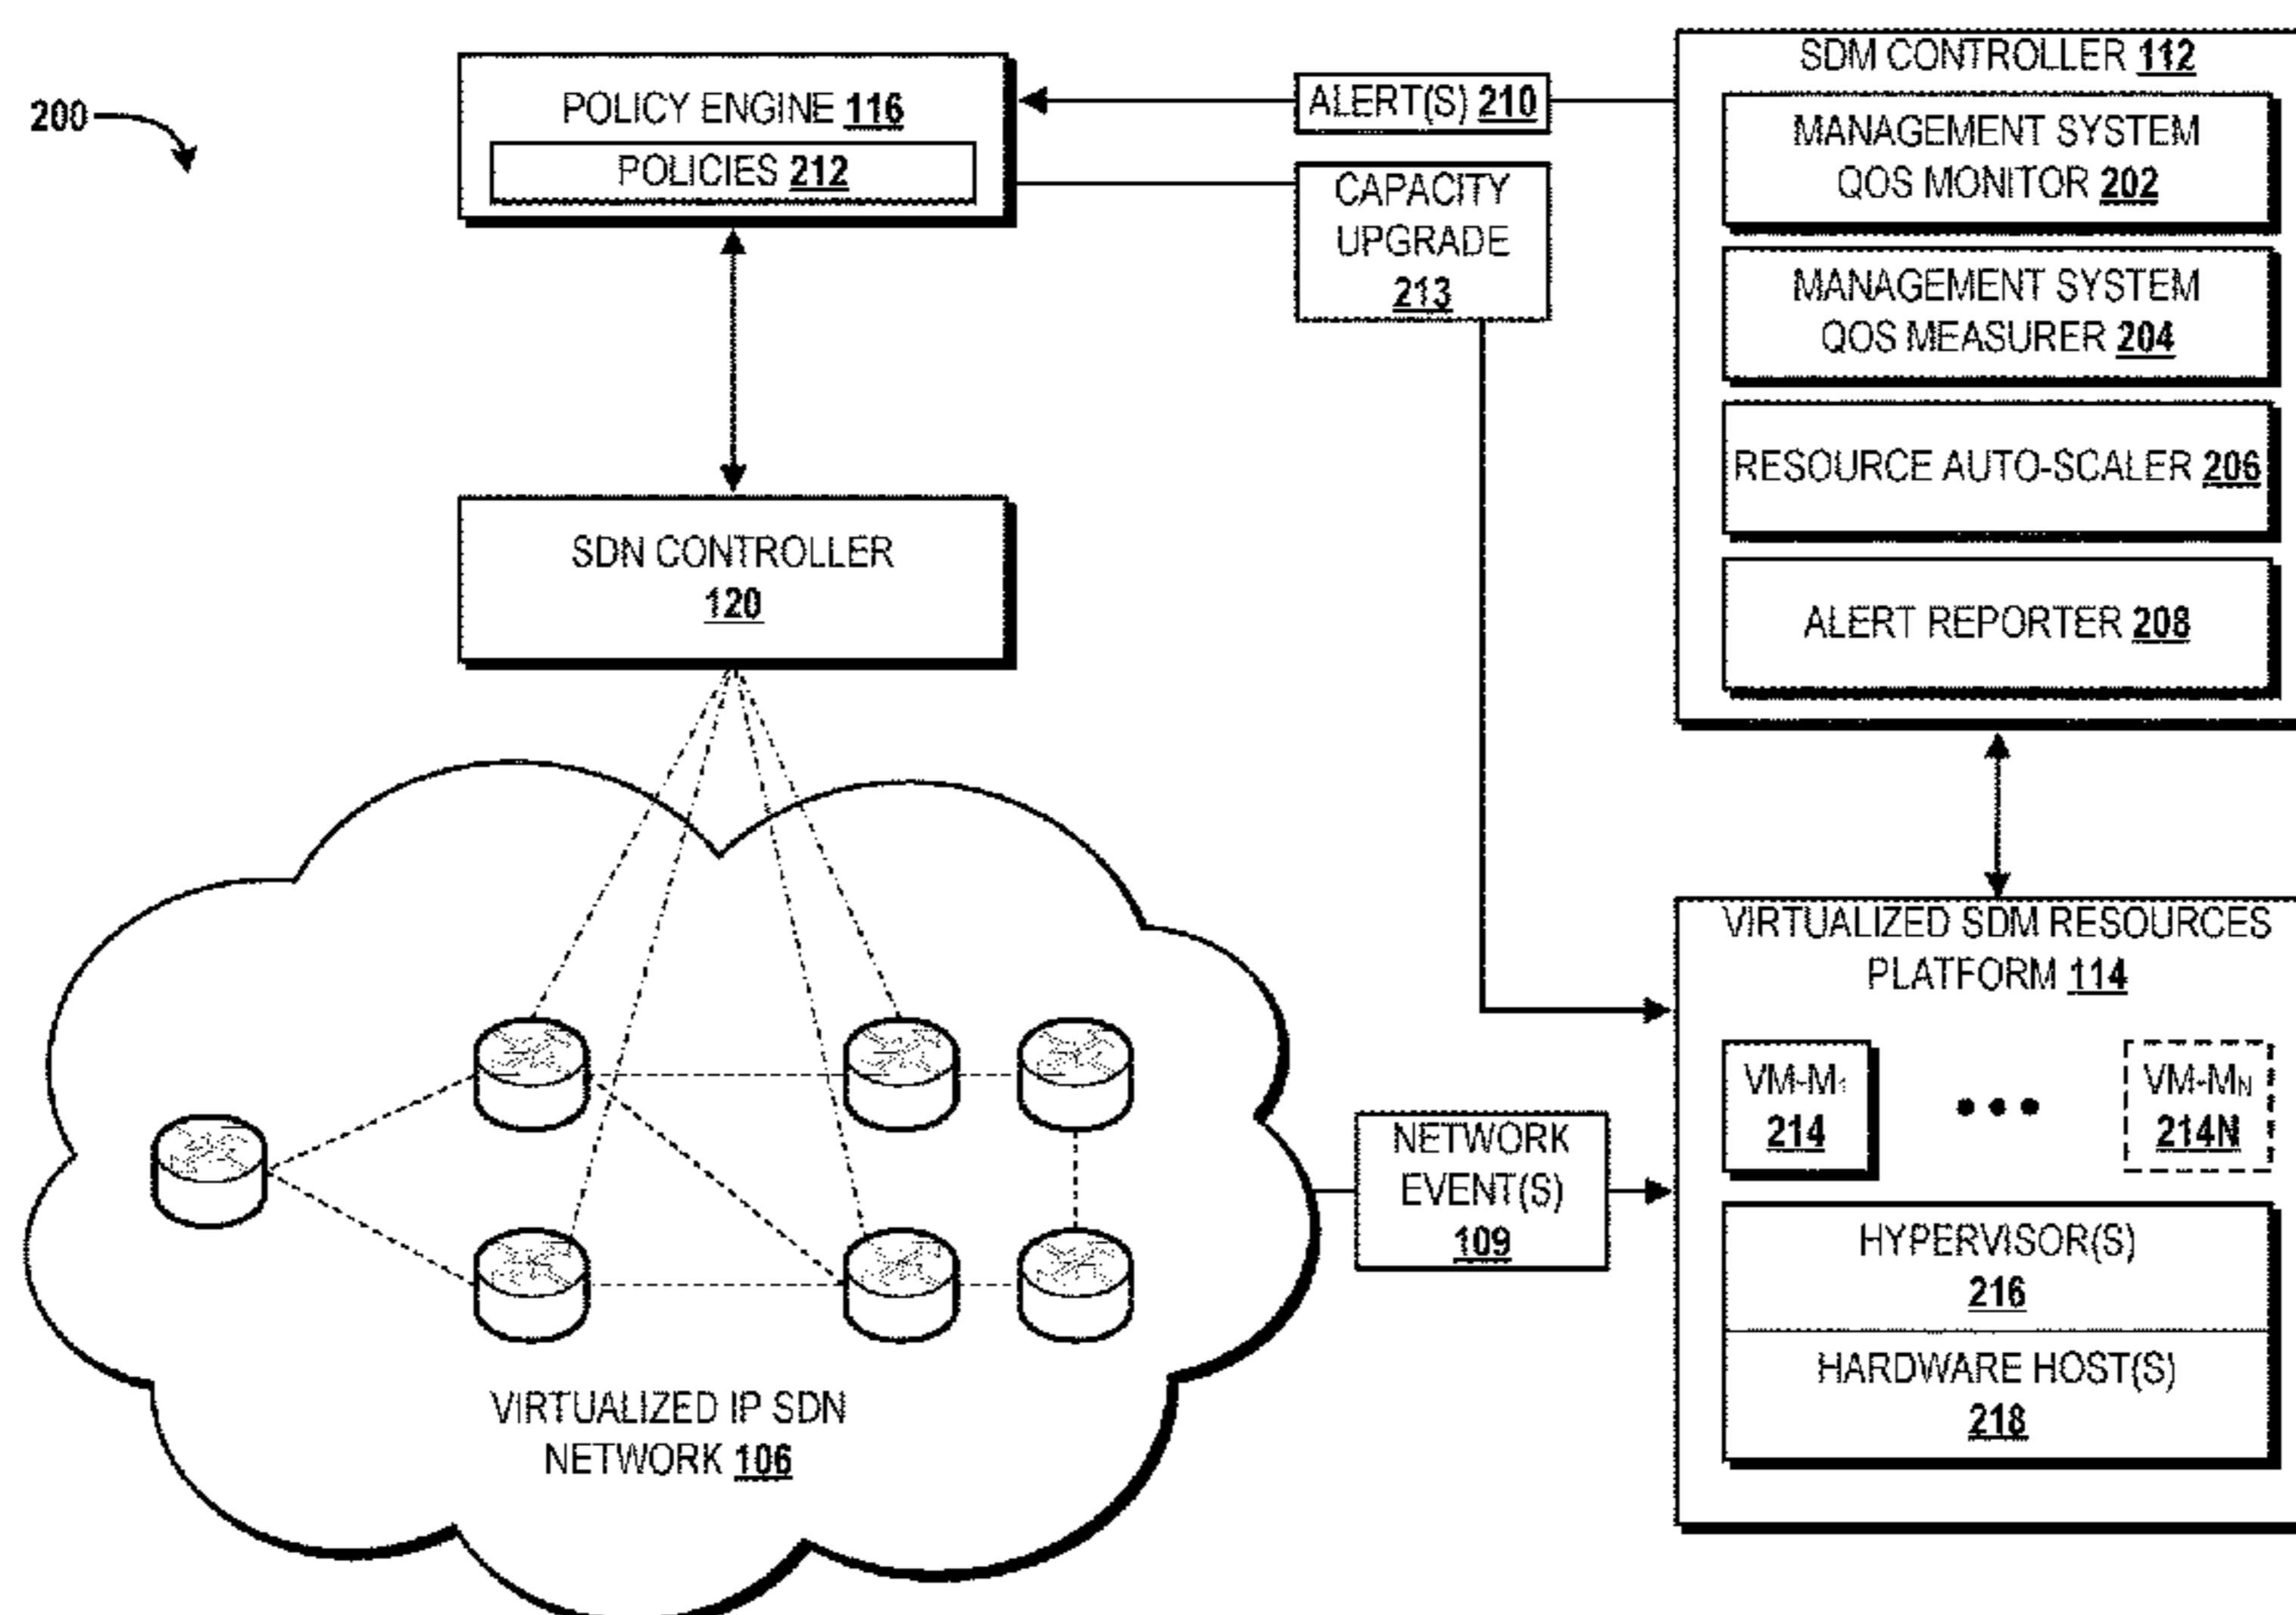 200
POLICY ENGINE 116
POLICIES 212
ALERT(S) 210
CAPACITY
UPGRADE
213
SDM CONTROLLER 112
MANAGEMENT SYSTEM
QOS MONITOR 202
MANAGEMENT SYSTEM
QOS MEASURER 204
RESOURCE AUTO-SCALER 206
ALERT REPORTER 208
SDN CONTROLLER
120
VIRTUALIZED SDM RESOURCES
PLATFORM 114
VM-M1
214
VM-MN
214N
HYPERVISOR(S)
216
HARDWARE HOST(S)
218
NETWORK
EVENT(S)
109
VIRTUALIZED IP SDN
NETWORK 106